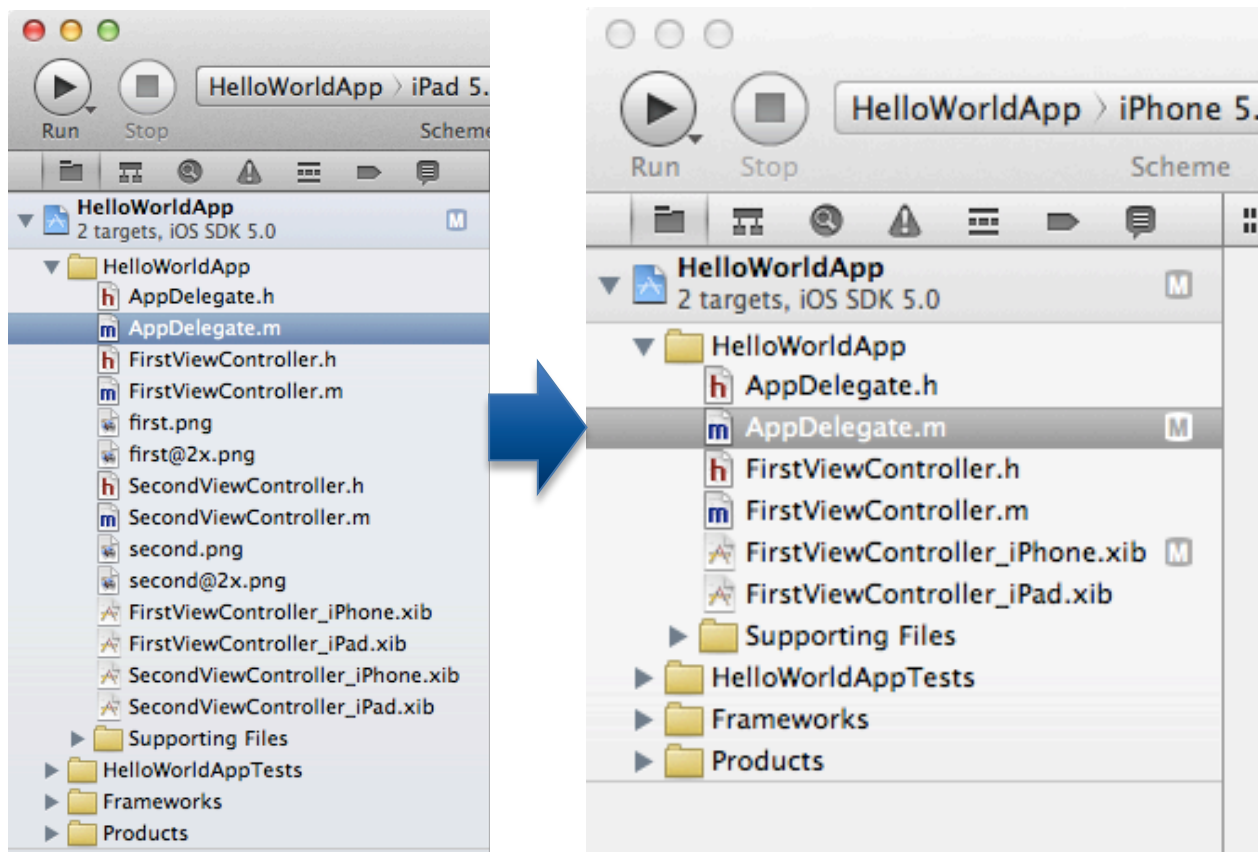 HelloWorldApp iPad 5.
Run Stop Scheme
HelloWorldApp
2 targets, iOS SDK 5.0
M
HelloWorldApp
h AppDelegate.h
m AppDelegate.m
h FirstViewController.h
m FirstViewController.m
first.png
first@2x.png
h SecondViewController.h
m SecondViewController.m
second.png
second@2x.png
FirstViewController_iPhone.xib
FirstViewController_iPad.xib
SecondViewController_iPhone.xib
SecondViewController_iPad.xib
Supporting Files
HelloWorldAppTests
Frameworks
Products
HelloWorldApp iPhone 5.
Run Stop Scheme
HelloWorldApp
2 targets, iOS SDK 5.0
M
HelloWorldApp
h AppDelegate.h
m AppDelegate.m M
h FirstViewController.h
m FirstViewController.m
FirstViewController_iPhone.xib M
FirstViewController_iPad.xib
Supporting Files
HelloWorldAppTests
Frameworks
Products